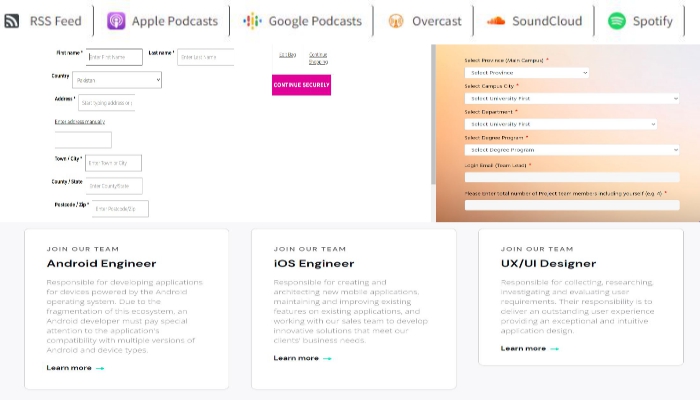 RSS Feed Apple Podcasts Google Podcasts Overcast SoundCloud Spotify
First name * Enter First Name Last name * Enter Last Name
Country Pakistan
Address * Start typing address or
Enter address manually
Town / City * Enter Town or City
County / State Enter County/State
Postcode / Zip * Enter Postcode/Zip
Edit Bag Continue
Shopping
CONTINUE SECURELY
Select Province (Main Campus) *
Select Province
Select Campus City *
Select University First
Select Department *
Select University First
Select Degree Program *
Select Degree Program
Login Email (Team Lead) *
Please enter total number of Project team members including yourself (e.g. 4) *
JOIN OUR TEAM
Android Engineer
Responsible for developing applications
for devices powered by the Android
operating system. Due to the
fragmentation of this ecosystem, an
Android developer must pay special
attention to the application's
compatibility with multiple versions of
Android and device types.
Learn more →
JOIN OUR TEAM
iOS Engineer
Responsible for creating and
architecting new mobile applications,
maintaining and improving existing
features on existing applications, and
working with our sales team to develop
innovative solutions that meet our
clients' business needs.
Learn more →
JOIN OUR TEAM
UX/UI Designer
Responsible for collecting, researching,
investigating and evaluating user
requirements. Their responsibility is to
deliver an outstanding user experience
providing an exceptional and intuitive
application design.
Learn more →